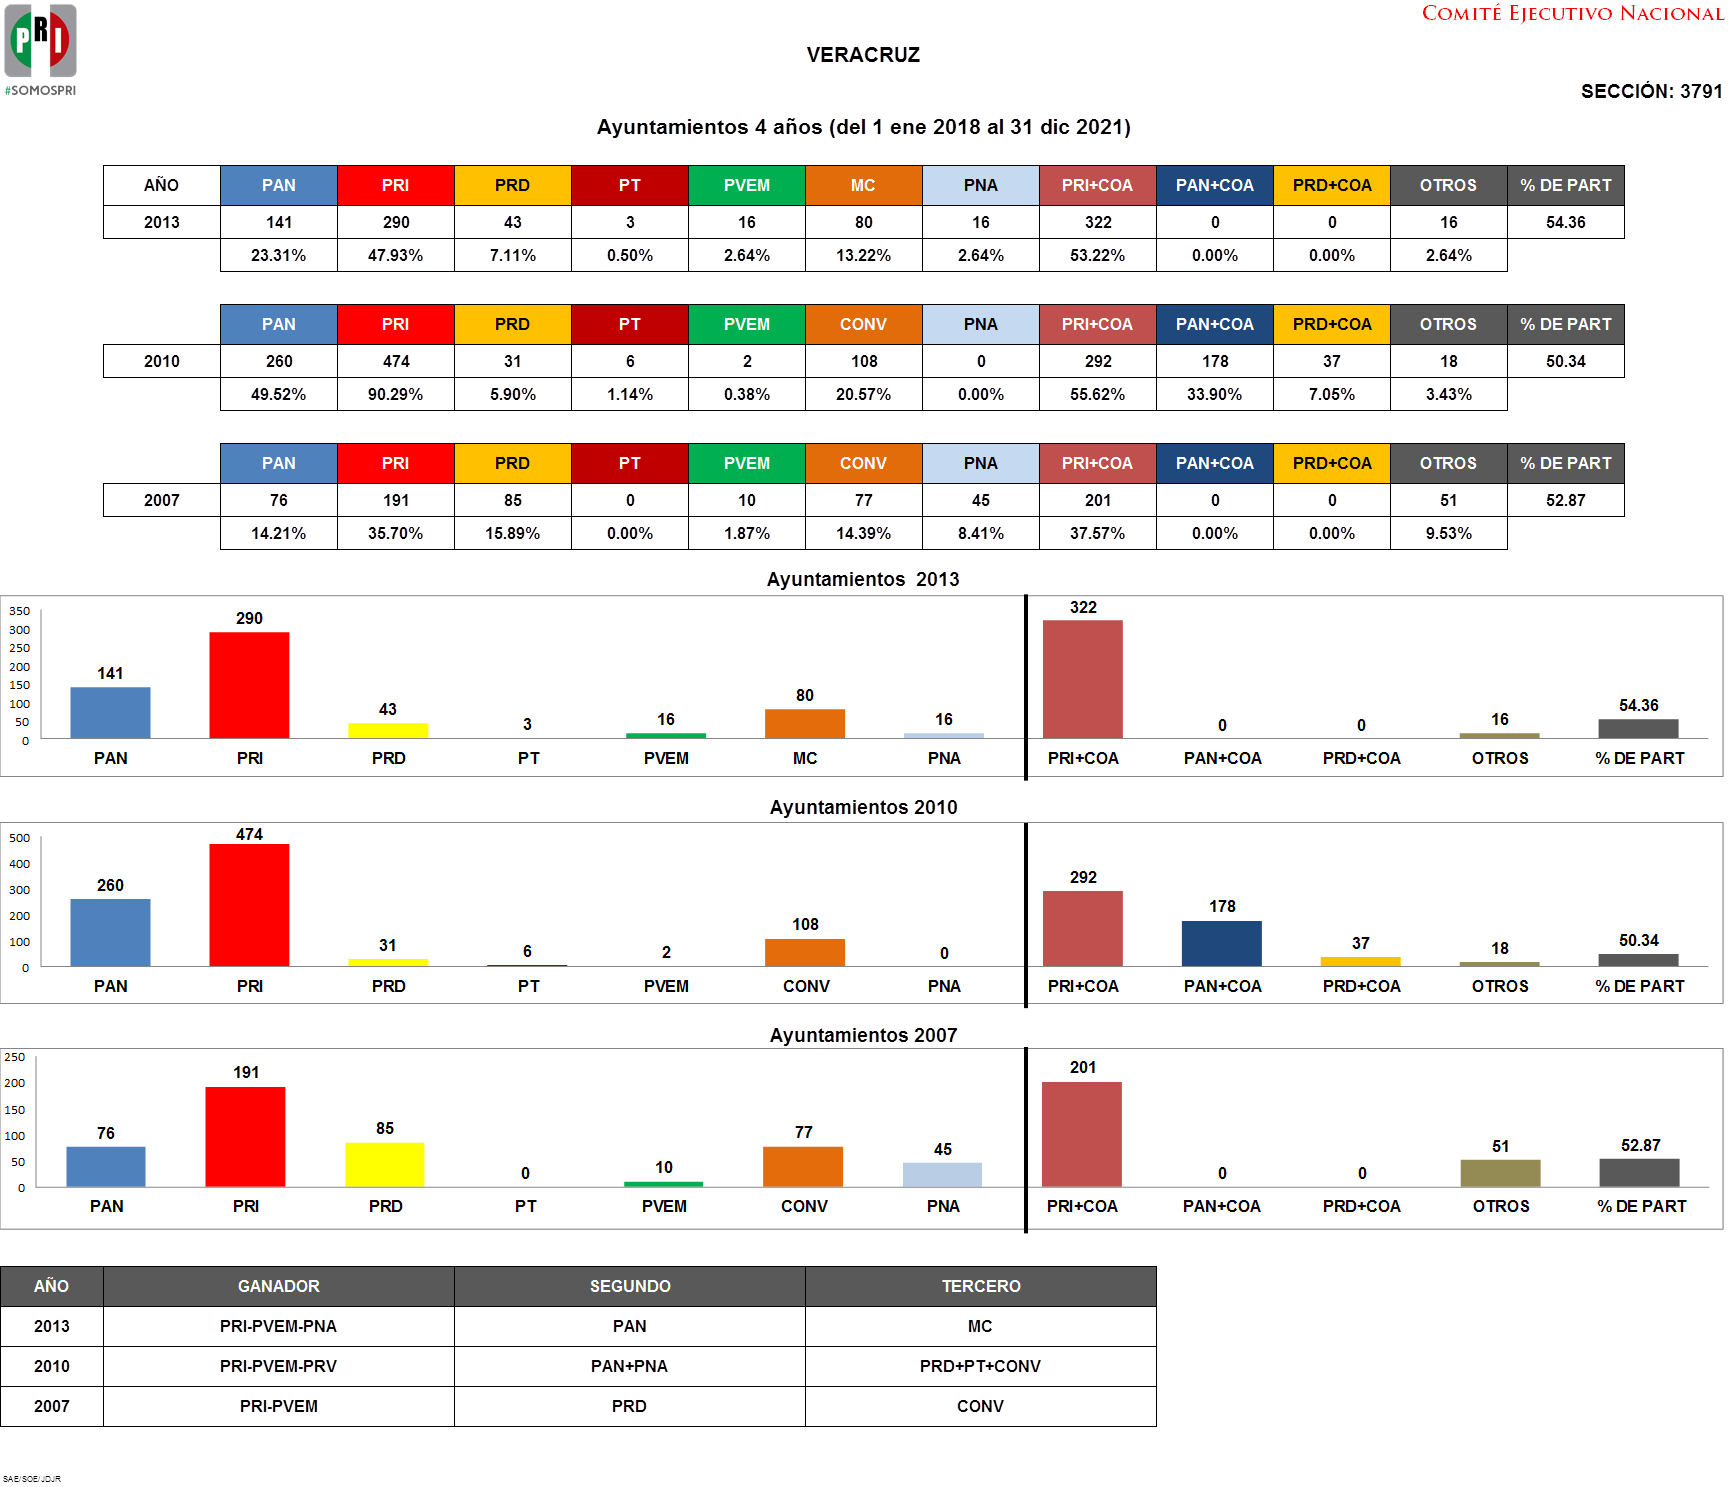 PRI
#SOMOSPRI
COMITÉ EJECUTIVO NACIONAL
VERACRUZ
SECCIÓN: 3791
Ayuntamientos 4 años (del 1 ene 2018 al 31 dic 2021)
AÑO PAN PRI PRD PT PVEM MC PNA PRI+COA PAN+COA PRD+COA OTROS % DE PART
2013 141 290 43 3 16 80 16 322 0 0 16 54.36
23.31% 47.93% 7.11% 0.50% 2.64% 13.22% 2.64% 53.22% 0.00% 0.00% 2.64%
PAN PRI PRD PT PVEM CONV PNA PRI+COA PAN+COA PRD+COA OTROS % DE PART
2010 260 474 31 6 2 108 0 292 178 37 18 50.34
49.52% 90.29% 5.90% 1.14% 0.38% 20.57% 0.00% 55.62% 33.90% 7.05% 3.43%
PAN PRI PRD PT PVEM CONV PNA PRI+COA PAN+COA PRD+COA OTROS % DE PART
2007 76 191 85 0 10 77 45 201 0 0 51 52.87
14.21% 35.70% 15.89% 0.00% 1.87% 14.39% 8.41% 37.57% 0.00% 0.00% 9.53%
Ayuntamientos 2013
350
300
250
200
150
100
50
0
141 290 43 3 16 80 16 322 0 0 16 54.36
PAN PRI PRD PT PVEM MC PNA PRI+COA PAN+COA PRD+COA OTROS % DE PART
Ayuntamientos 2010
500
400
300
200
100
0
260 474 31 6 2 108 0 292 178 37 18 50.34
PAN PRI PRD PT PVEM CONV PNA PRI+COA PAN+COA PRD+COA OTROS % DE PART
Ayuntamientos 2007
250
200
150
100
50
0
76 191 85 0 10 77 45 201 0 0 51 52.87
PAN PRI PRD PT PVEM CONV PNA PRI+COA PAN+COA PRD+COA OTROS % DE PART
AÑO GANADOR SEGUNDO TERCERO
2013 PRI-PVEM-PNA PAN MC
2010 PRI-PVEM-PRV PAN+PNA PRD+PT+CONV
2007 PRI-PVEM PRD CONV
SAE/SOE/JDJR